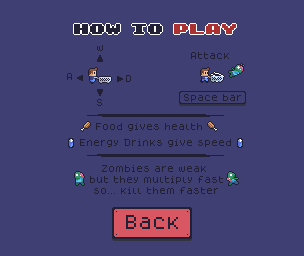 HOW TO PLAY
W
Attack
A
D
S
Space bar
Food gives health
Energy Drinks give speed
Zombies are weak
but they multiply fast
so... kill them faster
Back